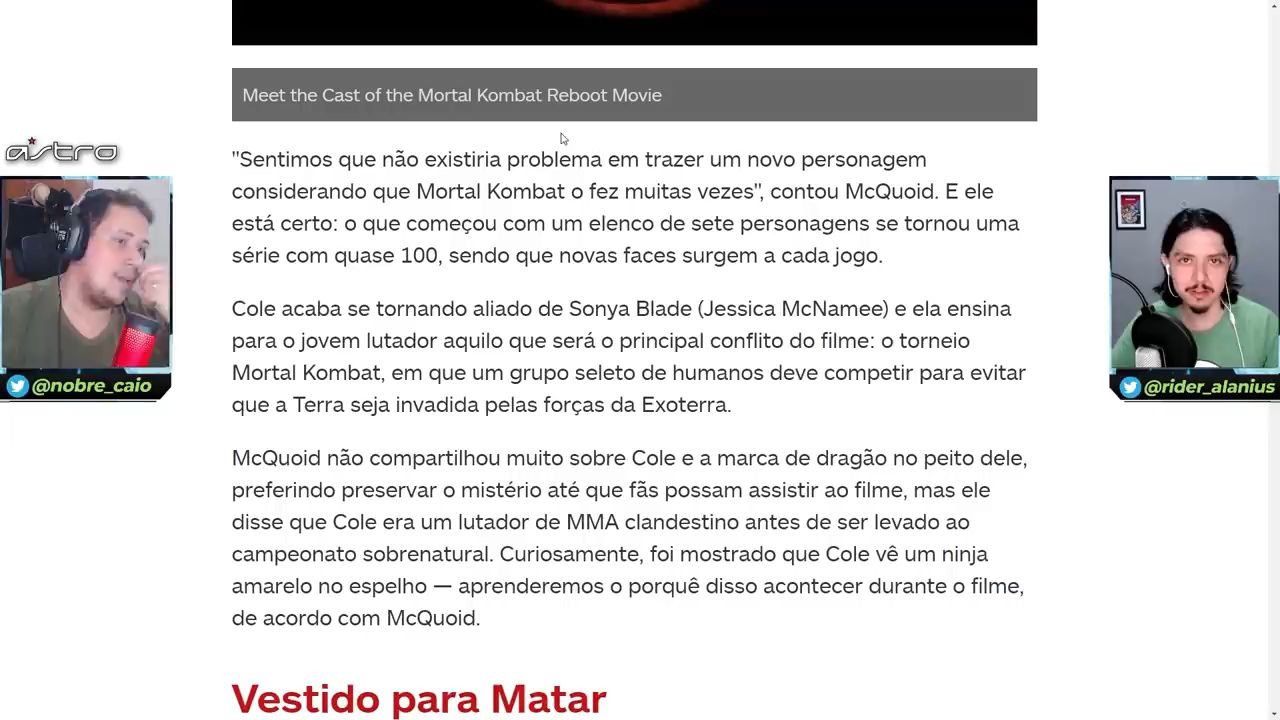 Meet the Cast of the Mortal Kombat Reboot Movie
"Sentimos que não existiria problema em trazer um novo personagem
considerando que Mortal Kombat o fez muitas vezes", contou McQuoid. E ele
está certo: o que começou com um elenco de sete personagens se tornou uma
série com quase 100, sendo que novas faces surgem a cada jogo.
Cole acaba se tornando aliado de Sonya Blade (Jessica McNamee) e ela ensina
para o jovem lutador aquilo que será o principal conflito do filme: o torneio
Mortal Kombat, em que um grupo seleto de humanos deve competir para evitar
que a Terra seja invadida pelas forças da Exoterra.
McQuoid não compartilhou muito sobre Cole e a marca de dragão no peito dele,
preferindo preservar o mistério até que fãs possam assistir ao filme, mas ele
disse que Cole era um lutador de MMA clandestino antes de ser levado ao
campeonato sobrenatural. Curiosamente, foi mostrado que Cole vê um ninja
amarelo no espelho — aprenderemos o porquê disso acontecer durante o filme,
de acordo com McQuoid.
Vestido para Matar
astro
@nobre_caio
@rider_alanius